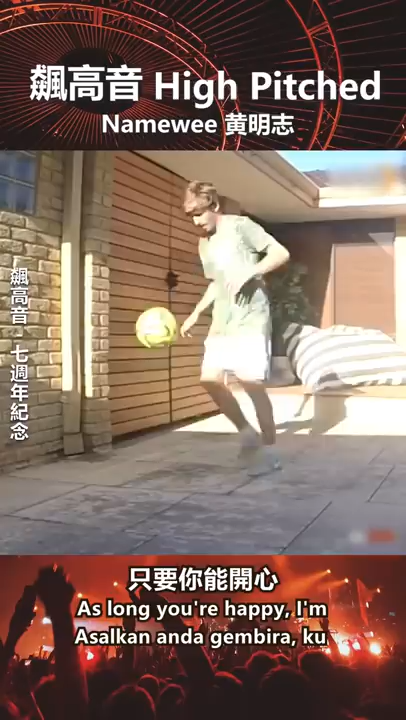 飆高音 High Pitched
Namewee 黄明志
飆高音 七週年紀念
只要你能開心
As long you're happy, I'm
Asalkan anda gembira, ku